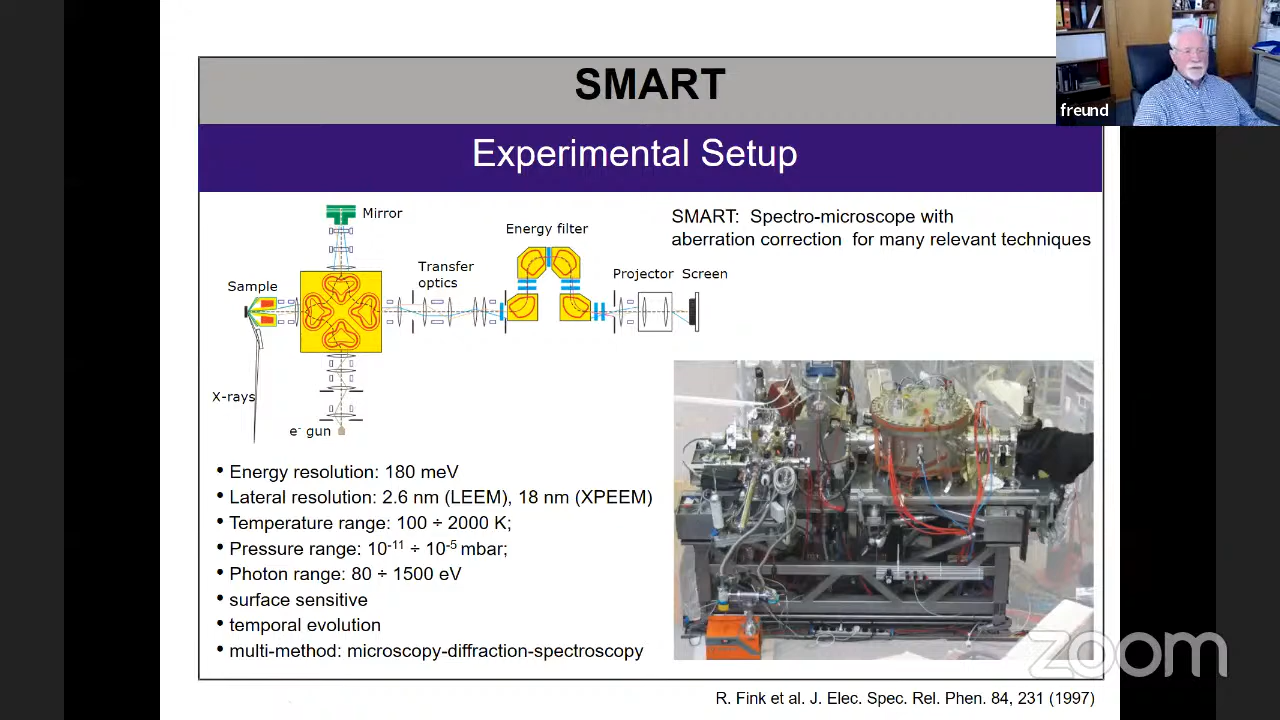 SMART
freund
Experimental Setup
Mirror
Energy filter
SMART: Spectro-microscope with
aberration correction for many relevant techniques
Transfer
optics
Projector Screen
Sample
X-rays
e- gun
• Energy resolution: 180 meV
• Lateral resolution: 2.6 nm (LEEM), 18 nm (XPEEM)
• Temperature range: 100 ÷ 2000 K;
• Pressure range: 10-11 ÷ 10-5 mbar;
• Photon range: 80 ÷ 1500 eV
• surface sensitive
• temporal evolution
• multi-method: microscopy-diffraction-spectroscopy
zoom
R. Fink et al. J. Elec. Spec. Rel. Phen. 84, 231 (1997)